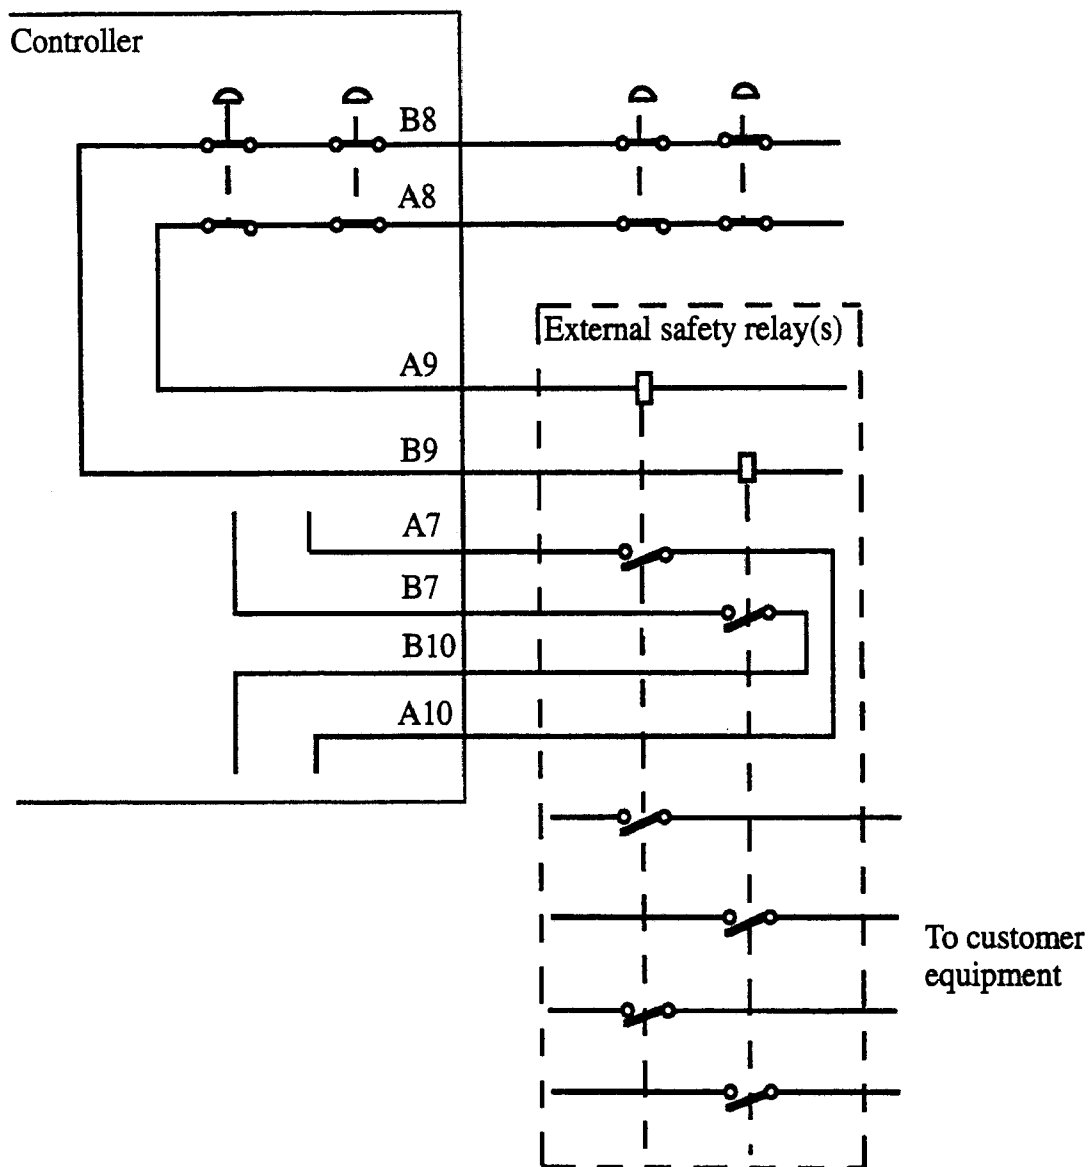 Controller
B8
A8
External safety relay(s)
A9
B9
A7
B7
B10
A10
To customer
equipment